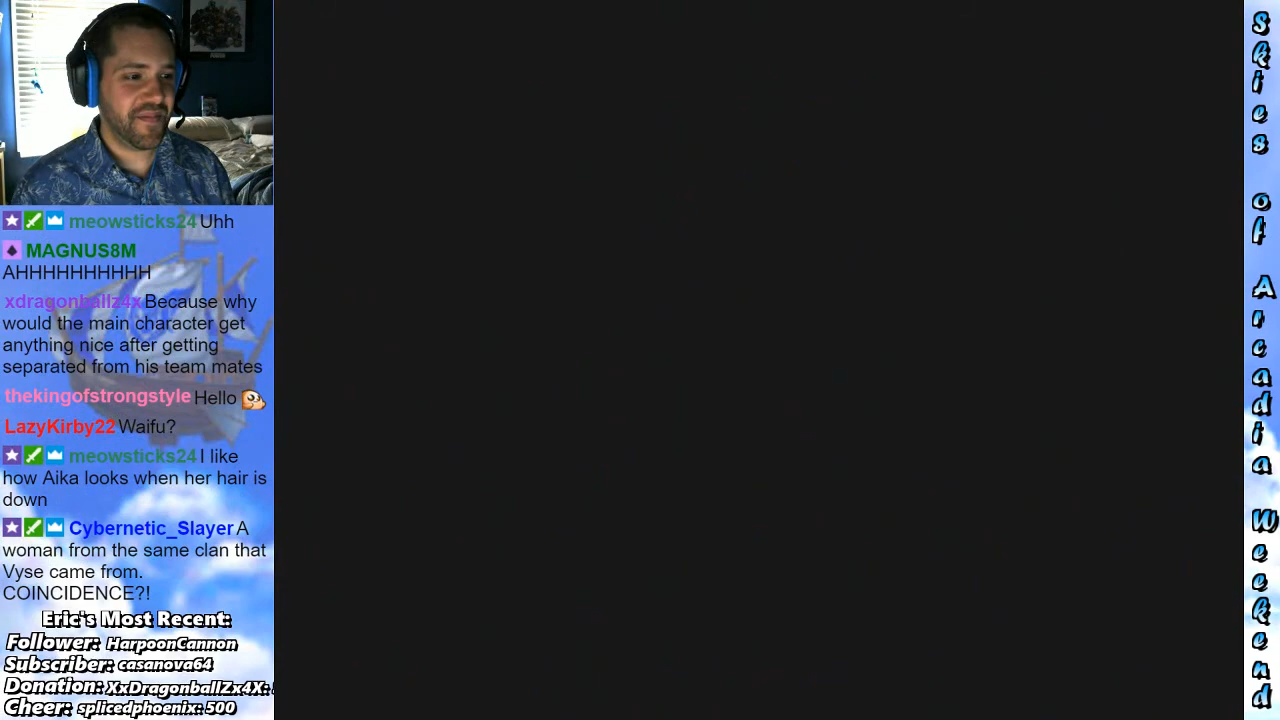 meowsticks24 Uhh
MAGNUS8M
AHHHHHHHHHH
xdragonballz4x Because why
would the main character get
anything nice after getting
separated from his team mates
thekingofstrongstyle Hello
LazyKirby22 Waifu?
meowsticks24 I like
how Aika looks when her hair is
down
Cybernetic_Slayer A
woman from the same clan that
Vyse came from.
COINCIDENCE?!
Eric's Most Recent:
Follower: HarpoonCannon
Subscriber: casanova64
Donation: XxDragonballZx4X:
Cheer: splicedphoenix: 500
Skies of Arcadia Weekend